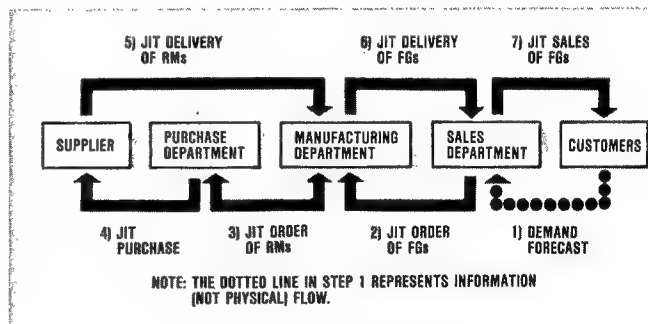 5) JIT DELIVERY
OF RMs
6) JIT DELIVERY
OF FGs
7) JIT SALES
OF FGs
SUPPLIER
PURCHASE
DEPARTMENT
MANUFACTURING
DEPARTMENT
SALES
DEPARTMENT
CUSTOMERS
4) JIT
PURCHASE
3) JIT ORDER
OF RMs
2) JIT ORDER
OF FGs
1) DEMAND
FORECAST
NOTE: THE DOTTED LINE IN STEP 1 REPRESENTS INFORMATION
(NOT PHYSICAL) FLOW.